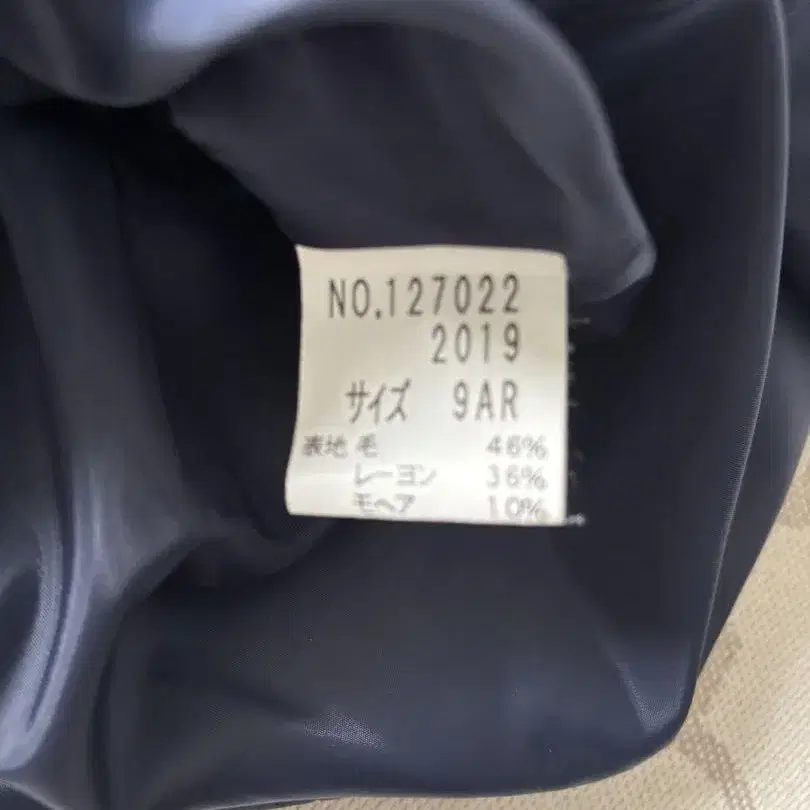 NO.127022
2019
サイズ 9AR
表地 毛 46%
レーヨン 36%
モヘア 10%